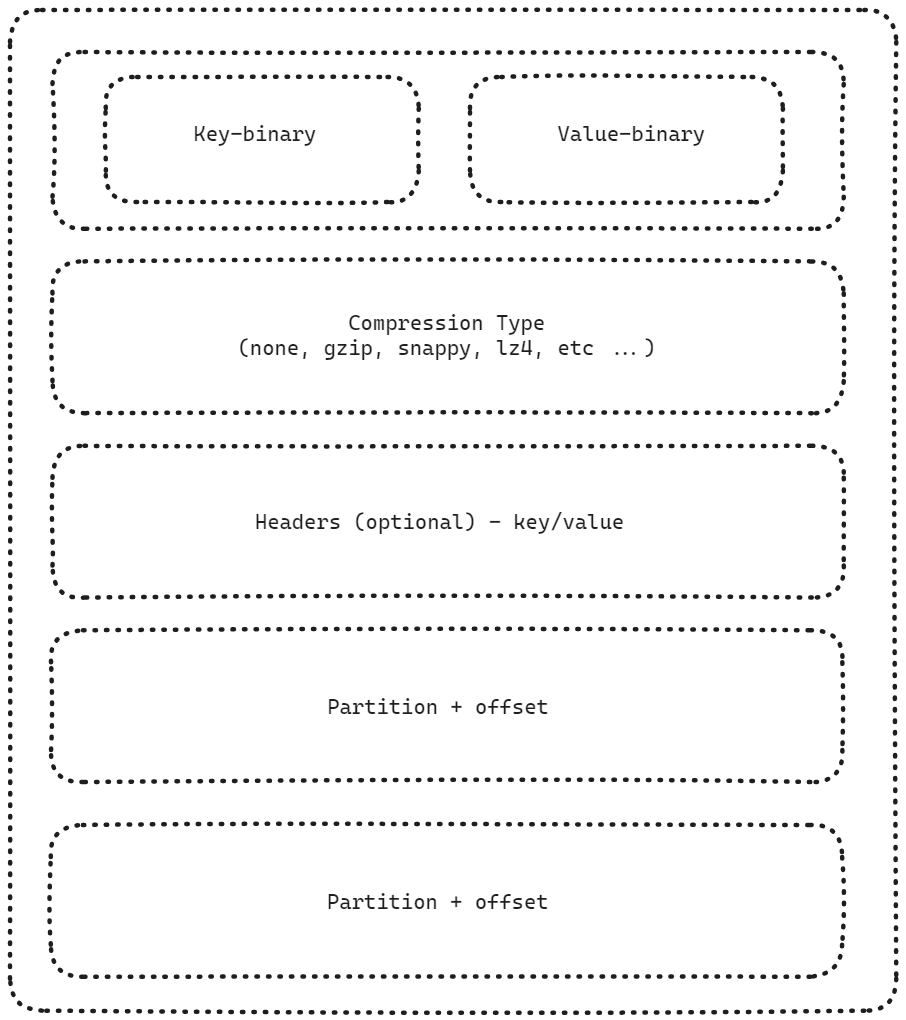 Key-binary
Value-binary
Compression Type
(none, gzip, snappy, lz4, etc ...)
Headers (optional) - key/value
Partition + offset
Partition + offset